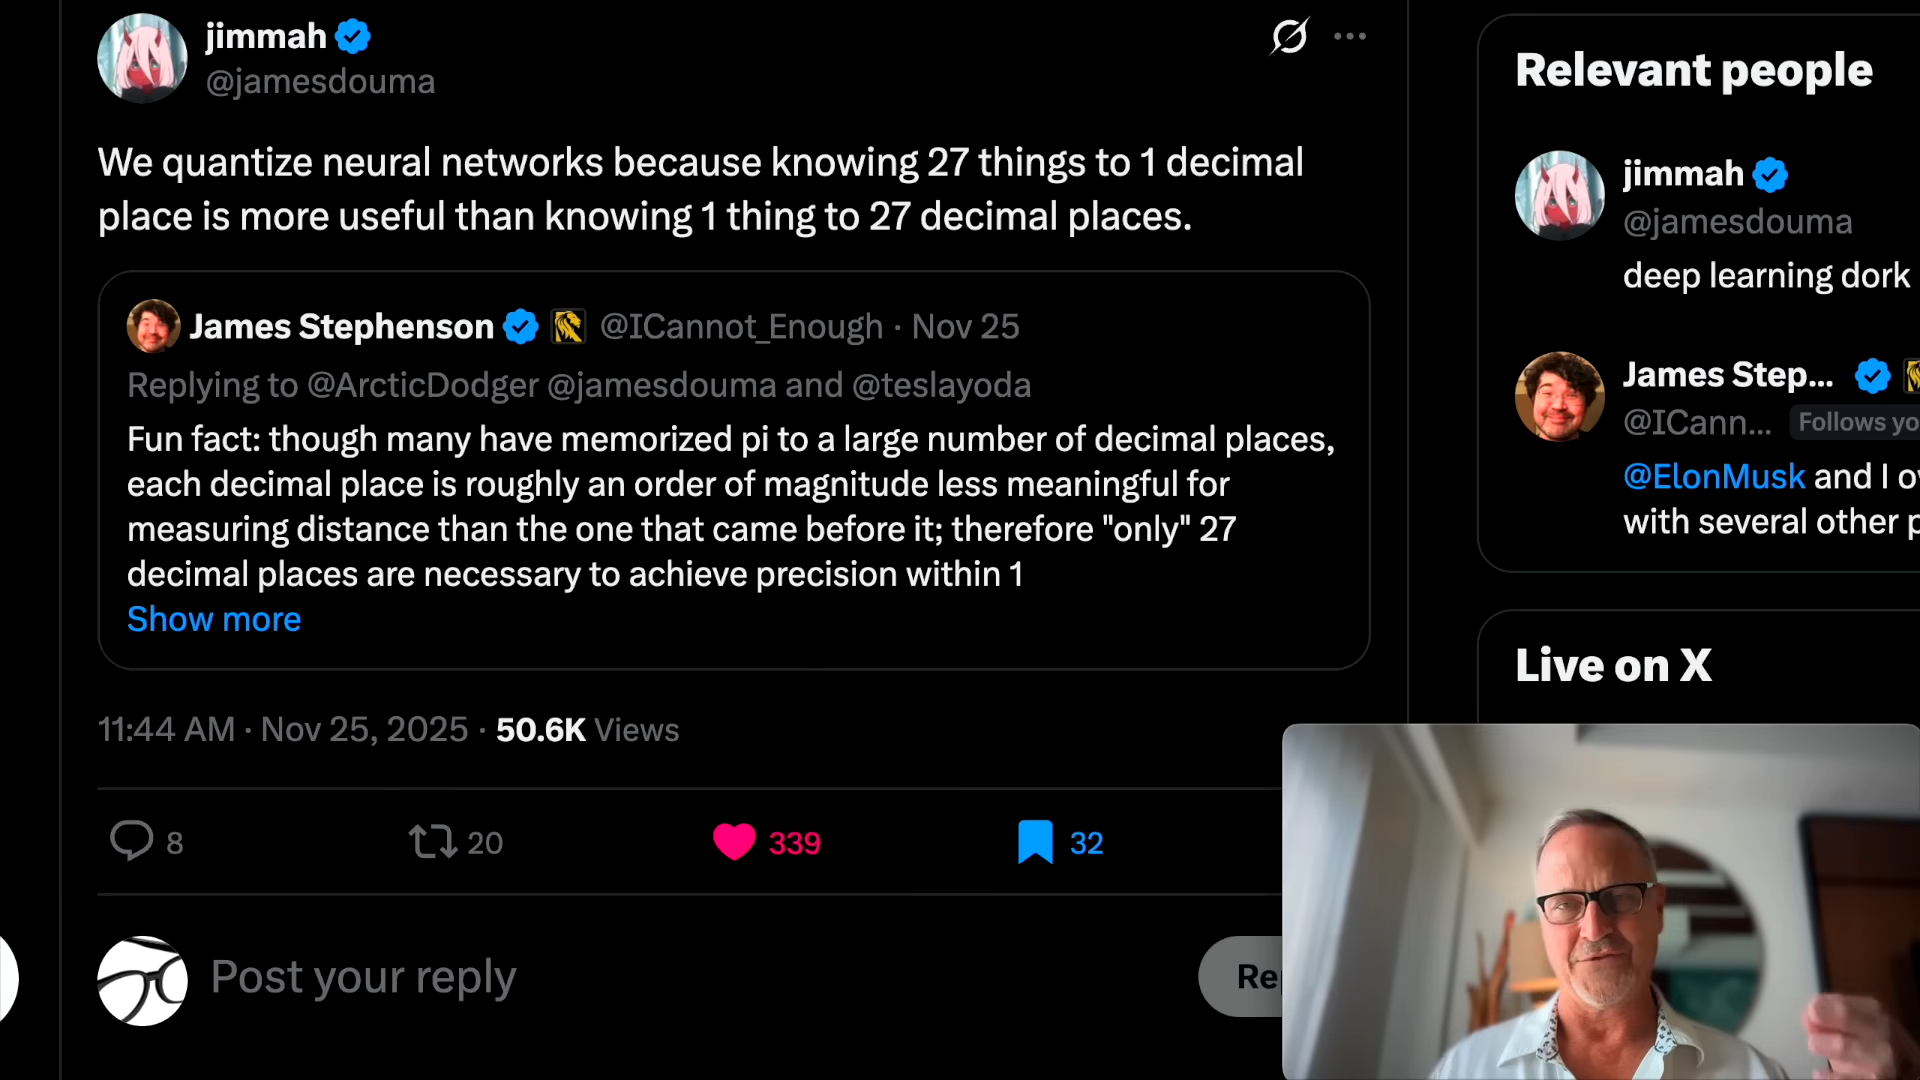 jimmah
@jamesdouma
We quantize neural networks because knowing 27 things to 1 decimal
place is more useful than knowing 1 thing to 27 decimal places.
James Stephenson @ICannot_Enough · Nov 25
Replying to @ArcticDodger @jamesdouma and @teslayoda
Fun fact: though many have memorized pi to a large number of decimal places,
each decimal place is roughly an order of magnitude less meaningful for
measuring distance than the one that came before it; therefore "only" 27
decimal places are necessary to achieve precision within 1
Show more
11:44 AM · Nov 25, 2025 · 50.6K Views
8 20 339 32
Post your reply
Relevant people
jimmah
@jamesdouma
deep learning dork
James Step...
@ICann... Follows
@ElonMusk and I
with several other
Live on X